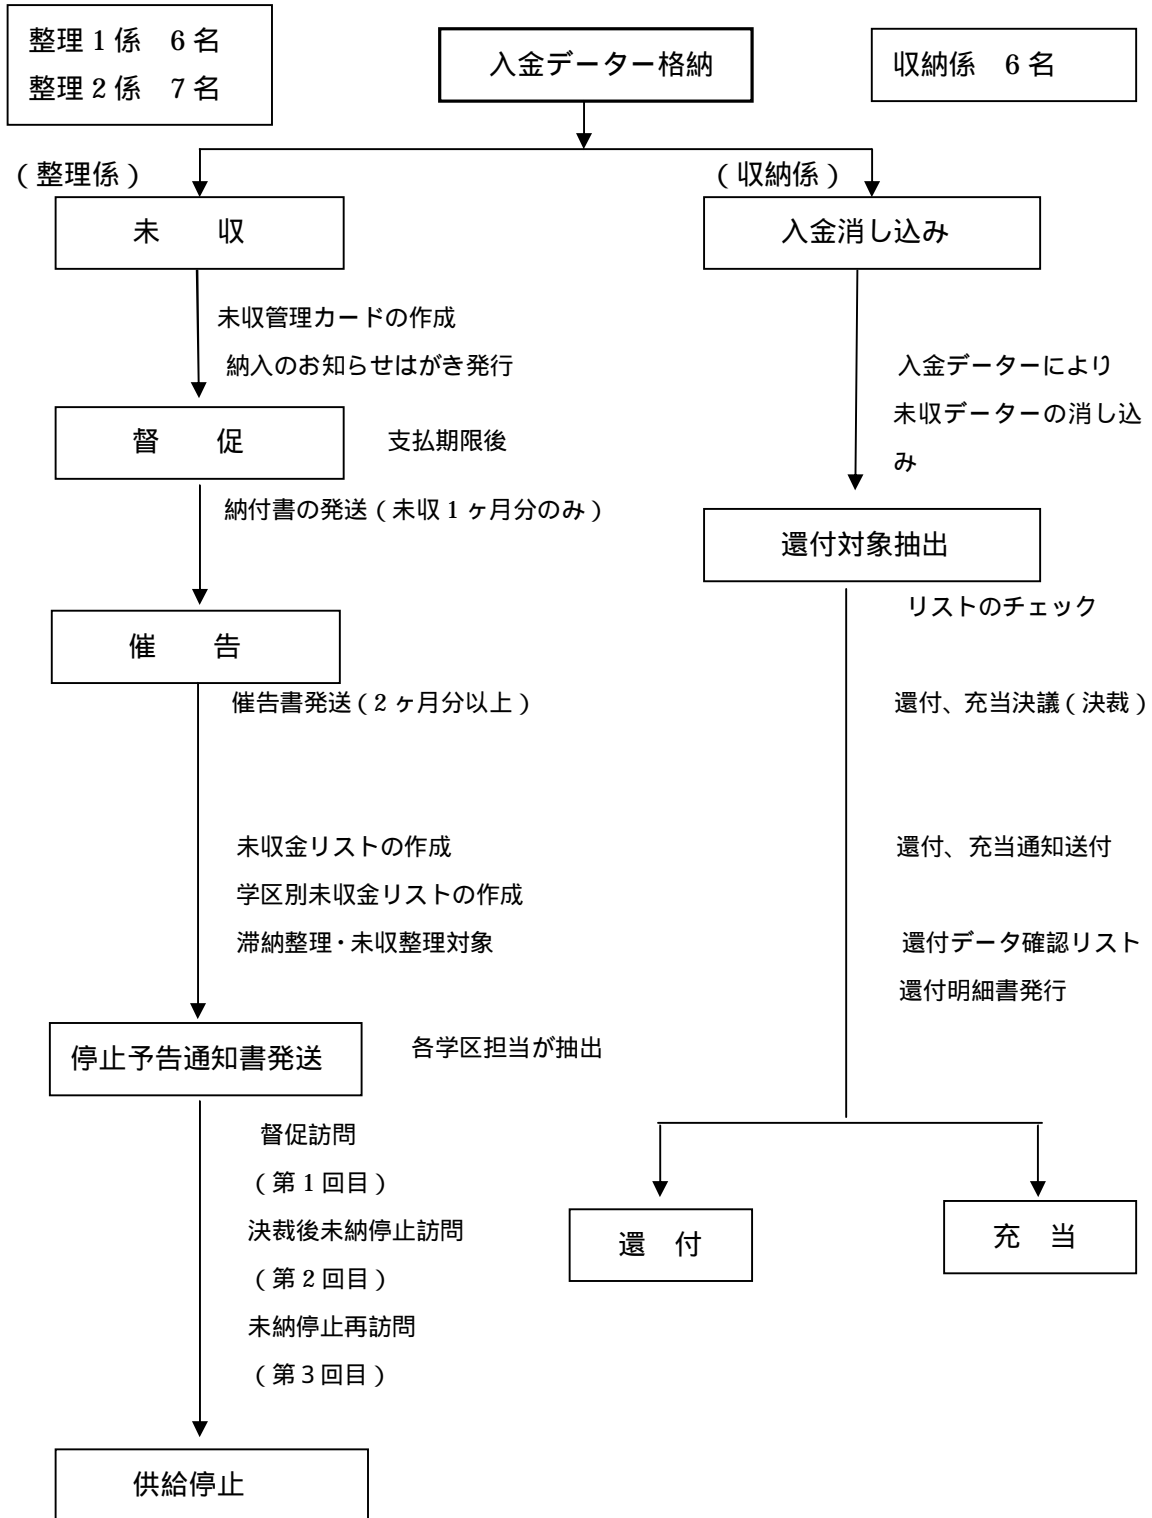 整理1係　6名
整理2係　7名
入金データー格納
収納係　6名
(整理係)
(収納係)
未　　収
入金消し込み
未収管理カードの作成
納入のお知らせはがき発行
入金データーにより
未収データーの消し込
み
督　　促
支払期限後
納付書の発送(未収1ヶ月分のみ)
還付対象抽出
リストのチェック
催　　告
催告書発送(2ヶ月分以上)
還付、充当決議(決裁)
未収金リストの作成
学区別未収金リストの作成
滞納整理・未収整理対象
還付、充当通知送付
還付データ確認リスト
還付明細書発行
停止予告通知書発送
各学区担当が抽出
督促訪問
(第1回目)
決裁後未納停止訪問
(第2回目)
未納停止再訪問
(第3回目)
還　付
充　当
供給停止